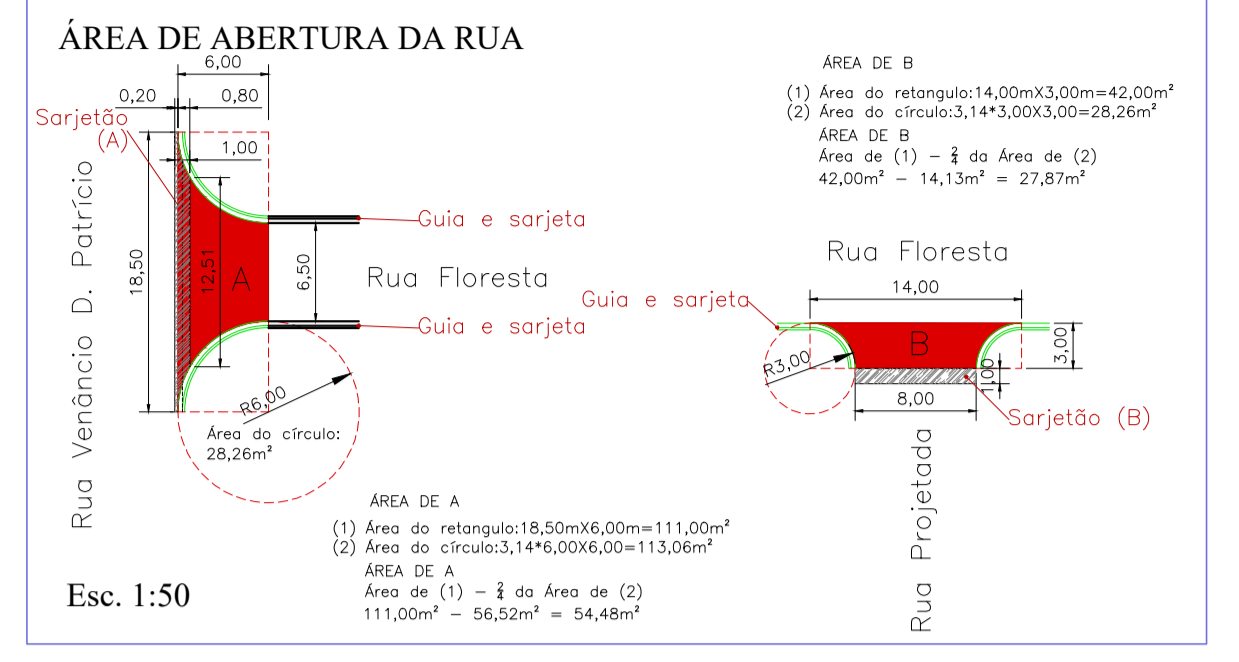 ÁREA DE ABERTURA DA RUA
6,00
0,20
0,80
Sarjetão
(A)
1,00
18,50
12,51
A
6,50
Rua Venâncio D. Patrício
Guia e sarjeta
Rua Floresta
Guia e sarjeta
R6,00
Área do círculo:
28,26m²
ÁREA DE A
(1) Área do retangulo:18,50mX6,00m=111,00m²
(2) Área do círculo:3,14*6,00X6,00=113,06m²
ÁREA DE A
Área de (1) – 2/4 da Área de (2)
111,00m² – 56,52m² = 54,48m²
Esc. 1:50
ÁREA DE B
(1) Área do retangulo:14,00mX3,00m=42,00m²
(2) Área do círculo:3,14*3,00X3,00=28,26m²
ÁREA DE B
Área de (1) – 2/4 da Área de (2)
42,00m² – 14,13m² = 27,87m²
Rua Floresta
14,00
Guia e sarjeta
B
3,00
R3,00
1,00
8,00
Sarjetão (B)
Rua Projetada